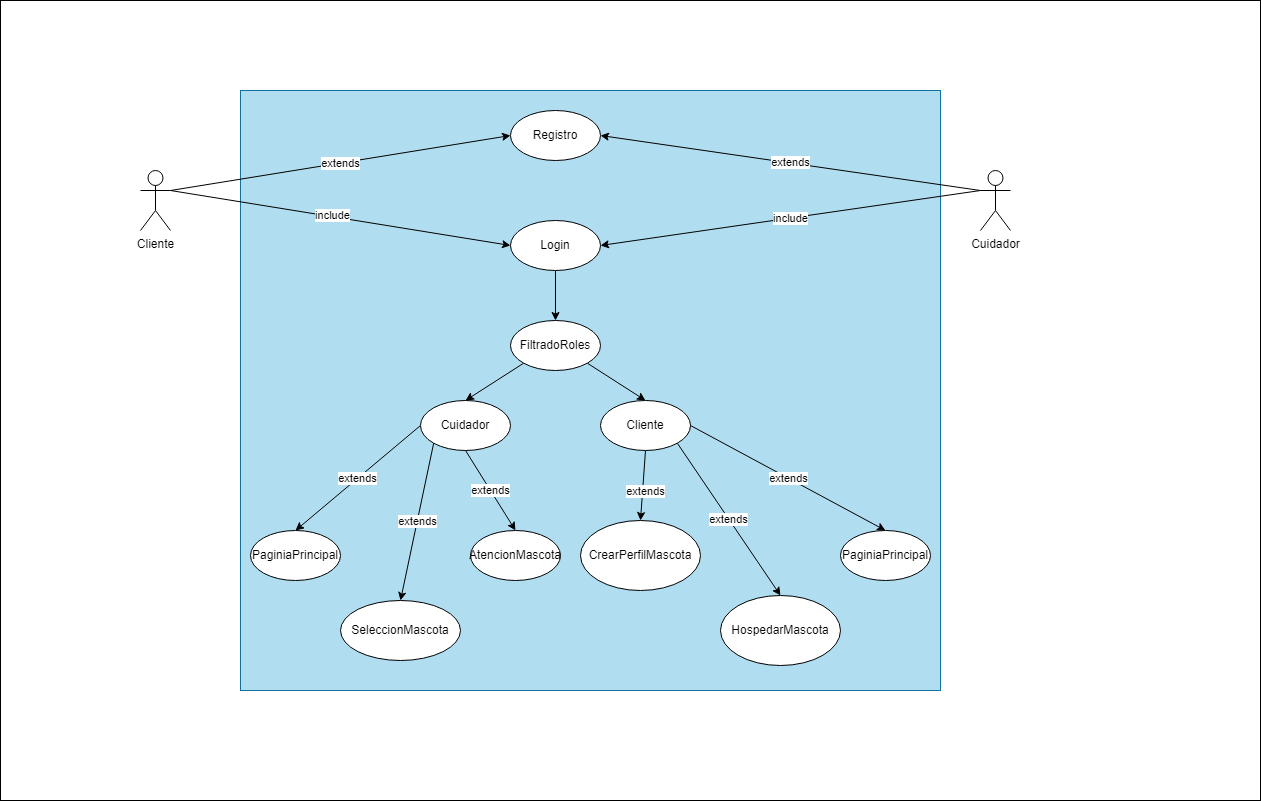 Registro
extends
extends
Cliente
Cuidador
include
include
Login
FiltradoRoles
Cuidador
Cliente
extends
extends
extends
extends
extends
extends
PaginiaPrincipal
AtencionMascota
CrearPerfilMascota
PaginiaPrincipal
SeleccionMascota
HospedarMascota